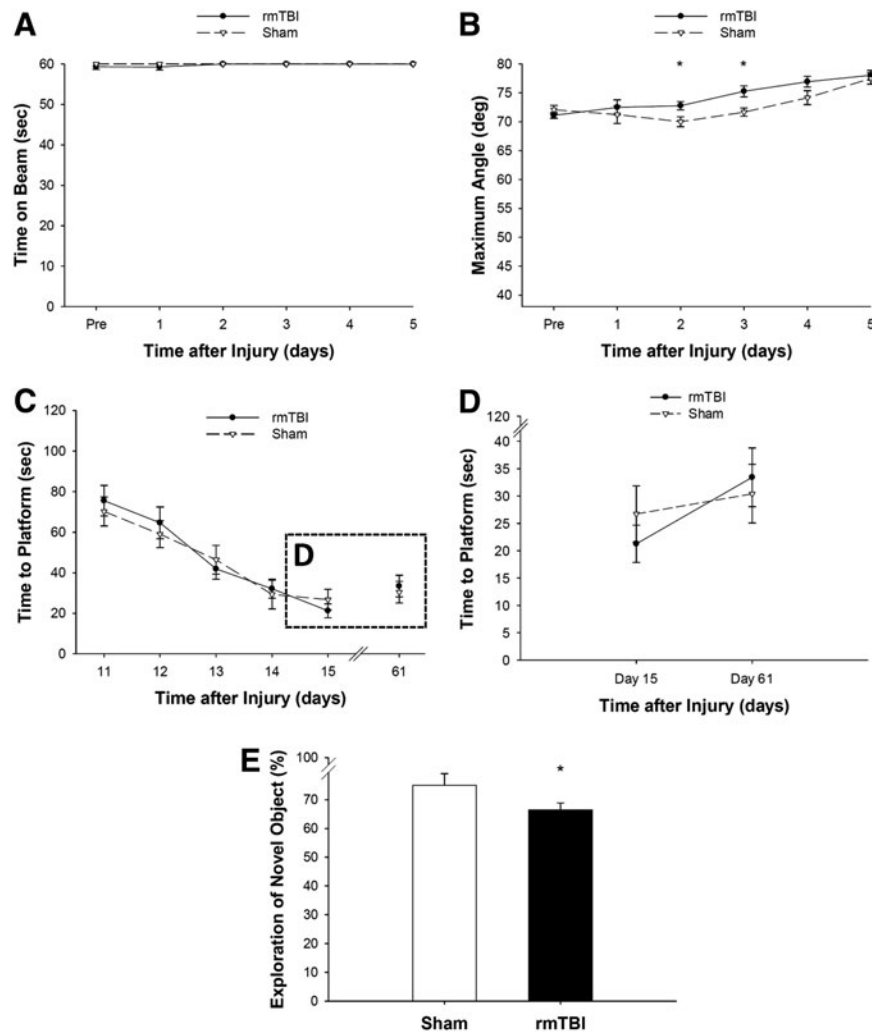 A
rmTBI
Sham
Time on Beam (sec)
60
50
40
30
20
10
0
Pre 1 2 3 4 5
Time after Injury (days)
B
rmTBI
Sham
* *
Maximum Angle (deg)
80
75
70
65
60
55
50
45
40
Pre 1 2 3 4 5
Time after Injury (days)
C
rmTBI
Sham
Time to Platform (sec)
120
100
80
60
40
20
0
D
11 12 13 14 15 61
Time after Injury (days)
D
rmTBI
Sham
Time to Platform (sec)
120
40
35
30
25
20
15
10
5
0
Day 15 Day 61
Time after Injury (days)
E
Exploration of Novel Object (%)
100
70
60
50
40
30
20
10
0
*
Sham rmTBI